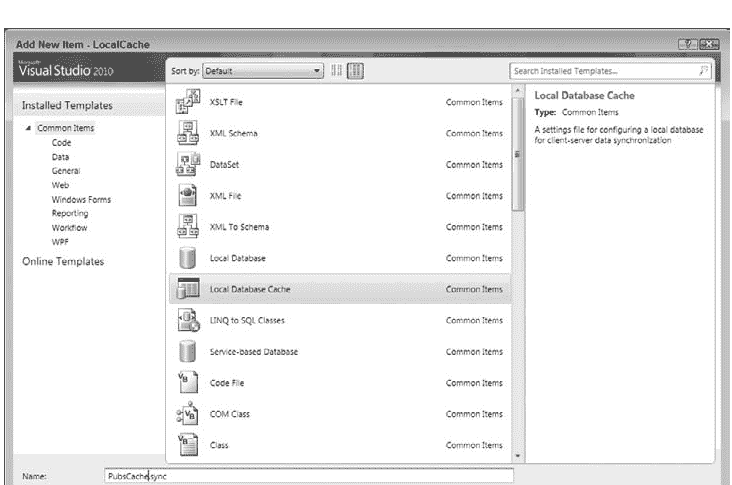 Add New Item - LocalCache
Microsoft
Visual Studio 2010
Sort by: Default
Search Installed Templates...
Installed Templates
Common Items
Code
Data
General
Web
Windows Forms
Reporting
Workflow
WPF
Online Templates
XSLT File Common Items
XML Schema Common Items
DataSet Common Items
XML File Common Items
XML To Schema Common Items
Local Database Common Items
Local Database Cache Common Items
LINQ to SQL Classes Common Items
Service-based Database Common Items
VB
Code File Common Items
VB
COM Class Common Items
VB
Class Common Items
Local Database Cache
Type: Common Items
A settings file for configuring a local database
for client-server data synchronization
Name: PubsCache.sync